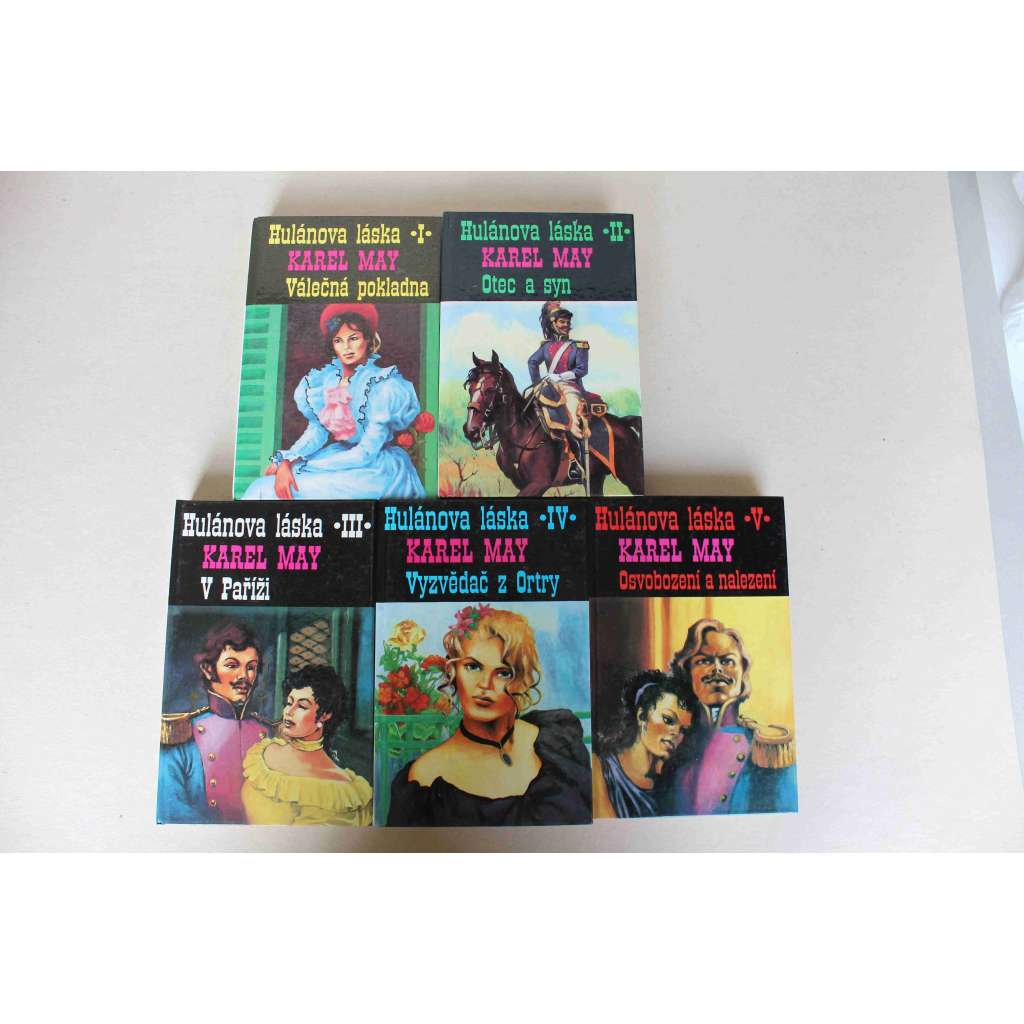 Hulánova láska •I•
KAREL MAY
Válečná pokladna
Hulánova láska •II•
KAREL MAY
Otec a syn
Hulánova láska •III•
KAREL MAY
V Paříži
Hulánova láska •IV•
KAREL MAY
Vyzvědač z Ortry
Hulánova láska •V•
KAREL MAY
Osvobození a nalezení